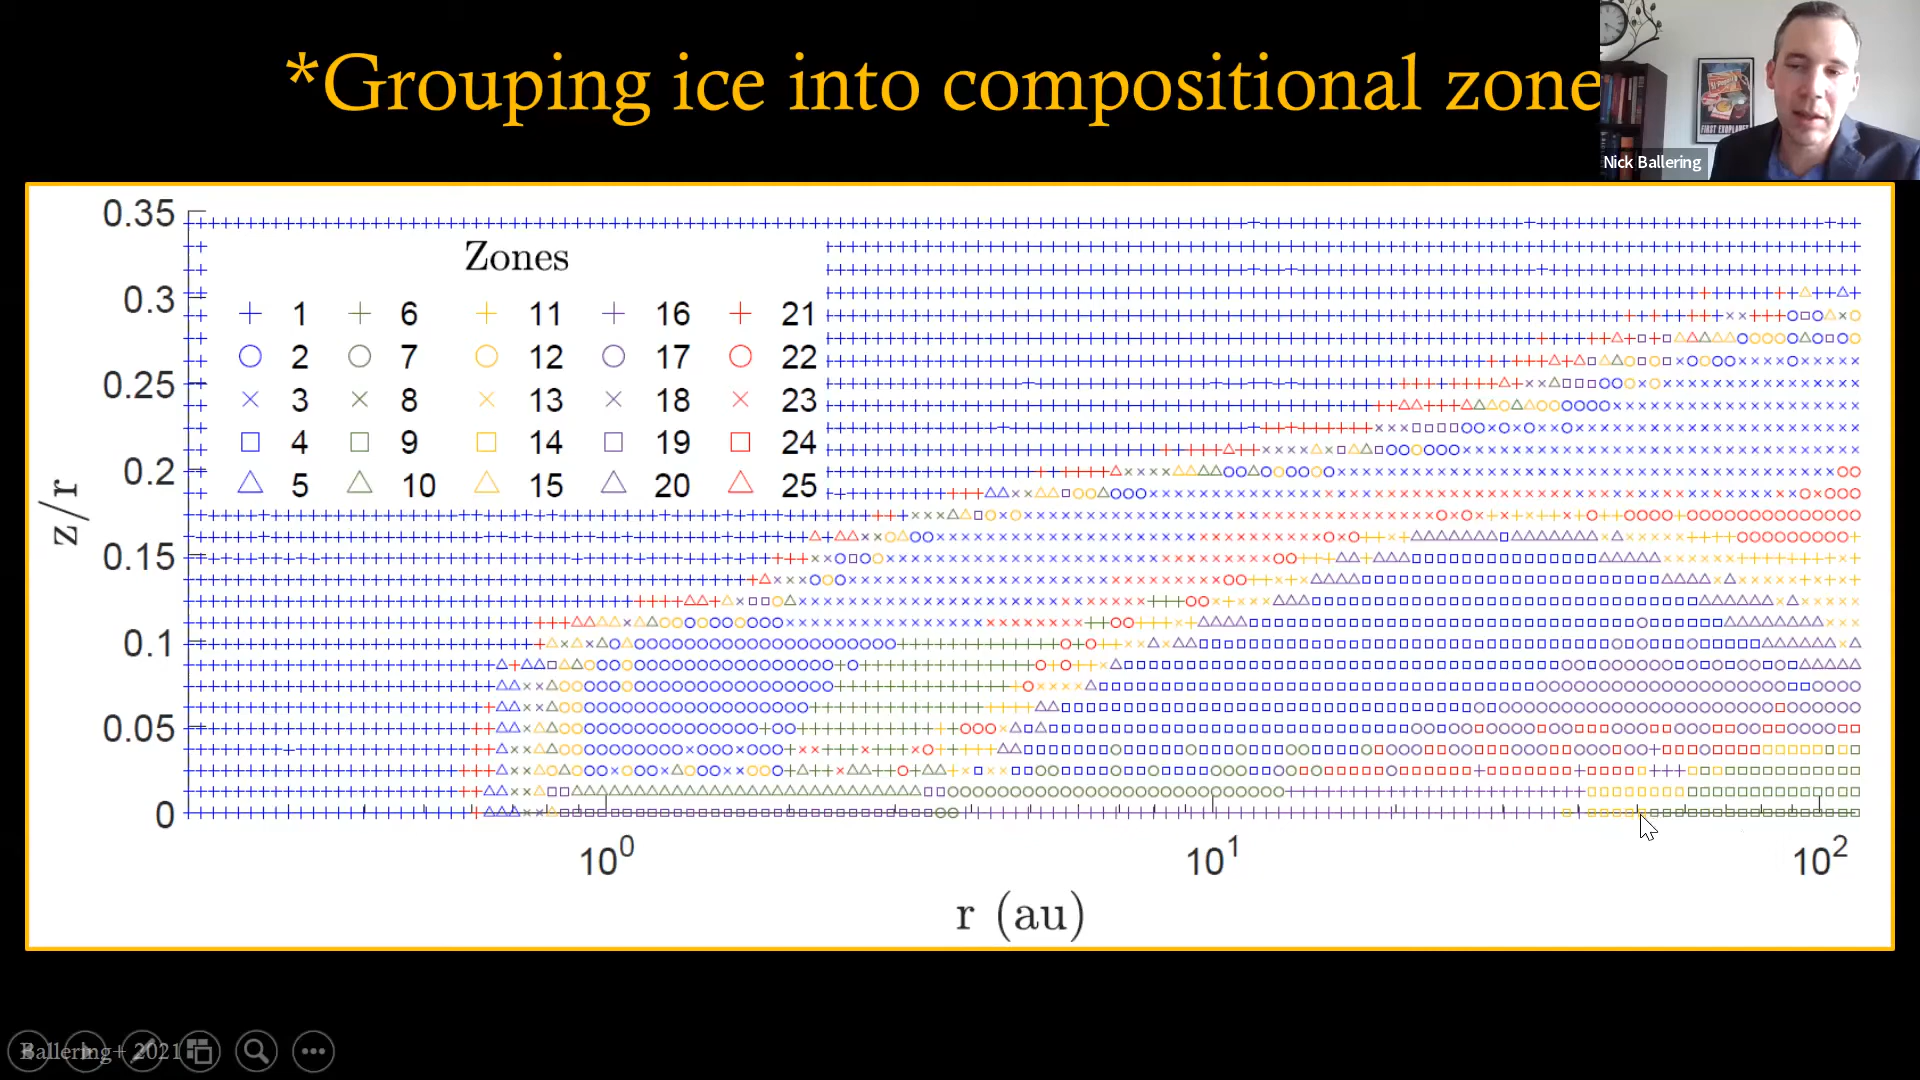 *Grouping ice into compositional zone
FIRST EXOPLANET
Nick Ballering
Zones
1 6 11 16 21
2 7 12 17 22
3 8 13 18 23
4 9 14 19 24
5 10 15 20 25
0.35
0.3
0.25
0.2
0.15
0.1
0.05
0
z/r
10⁰ 10¹ 10²
r (au)
Ballering+ 2021